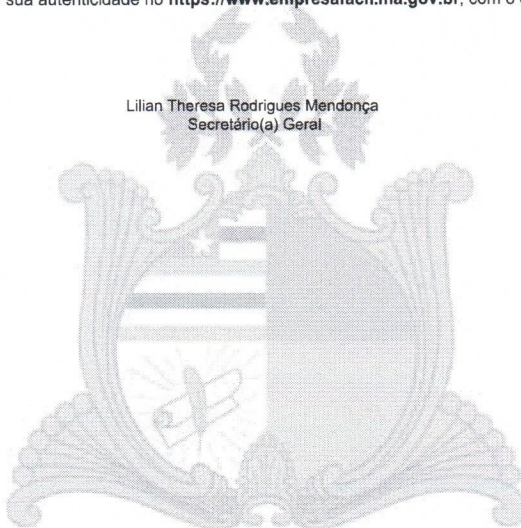 sua autenticidade no https://www.empresafacil.ma.gov.br, com o
Lilian Theresa Rodrigues Mendonça
Secretário(a) Geral